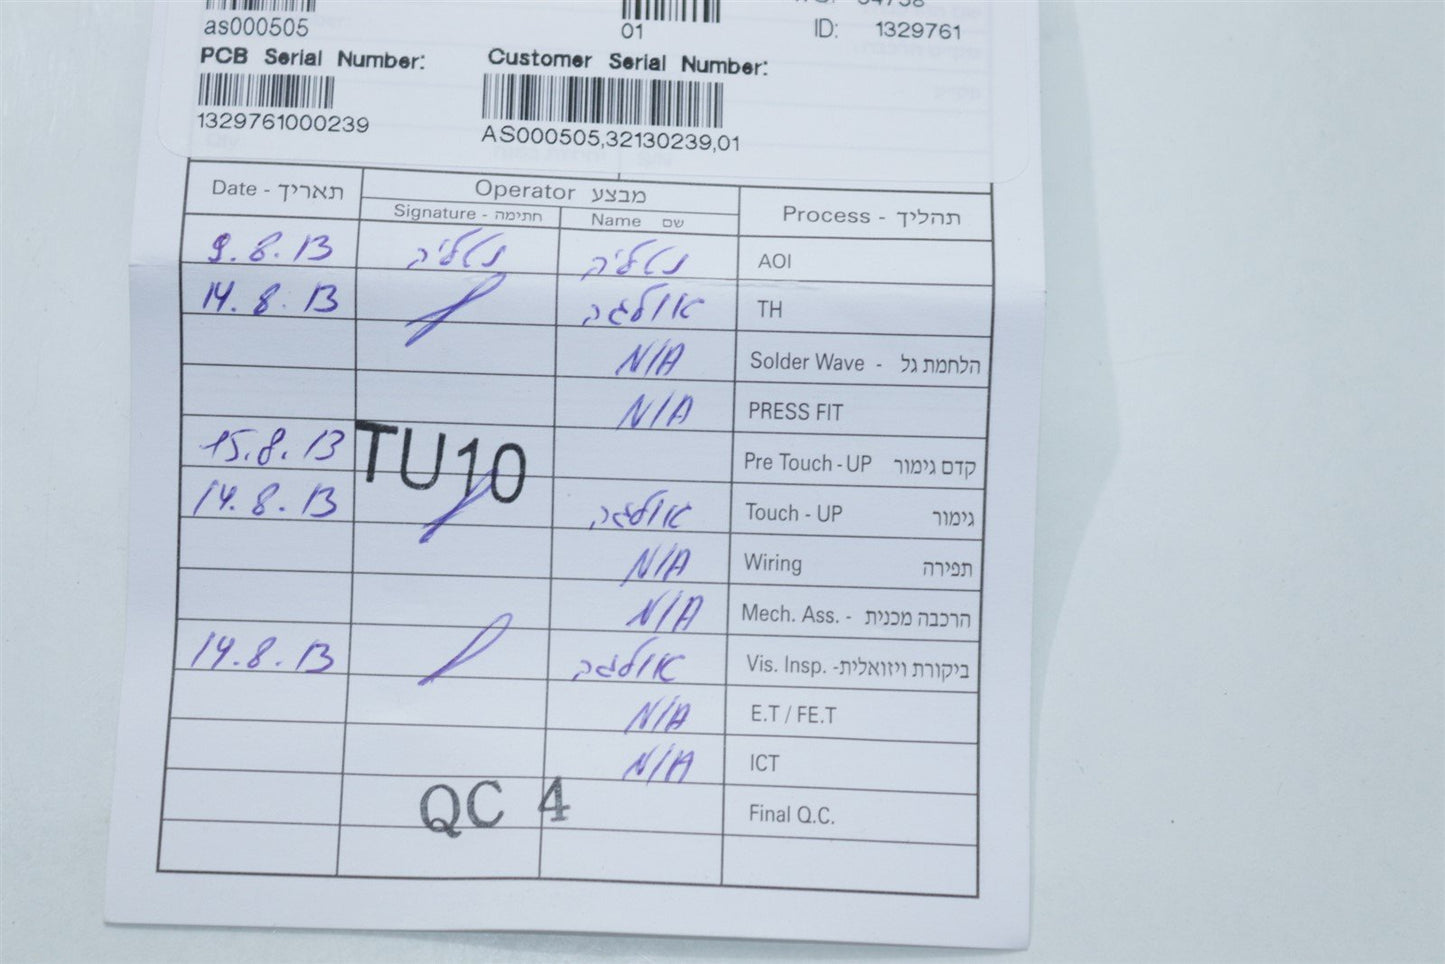 as000505
01
ID: 1329761
PCB Serial Number:
Customer Serial Number:
1329761000239
AS000505,32130239,01
Date - תאריך
Operator מבצע
Process - תהליך
Signature - חתימה
Name שם
9.8.13
AOI
14.8.13
אולגה
TH
N/A
Solder Wave - הלחמת גל
N/A
PRESS FIT
15.8.13
TU10
Pre Touch - UP קדם גימור
14.8.13
אולגה
Touch - UP גימור
N/A
Wiring תפירה
N/A
Mech. Ass. - הרכבה מכנית
14.8.13
אולגה
Vis. Insp. - ביקורת ויזואלית
N/A
E.T / FE.T
N/A
ICT
QC 4
Final Q.C.